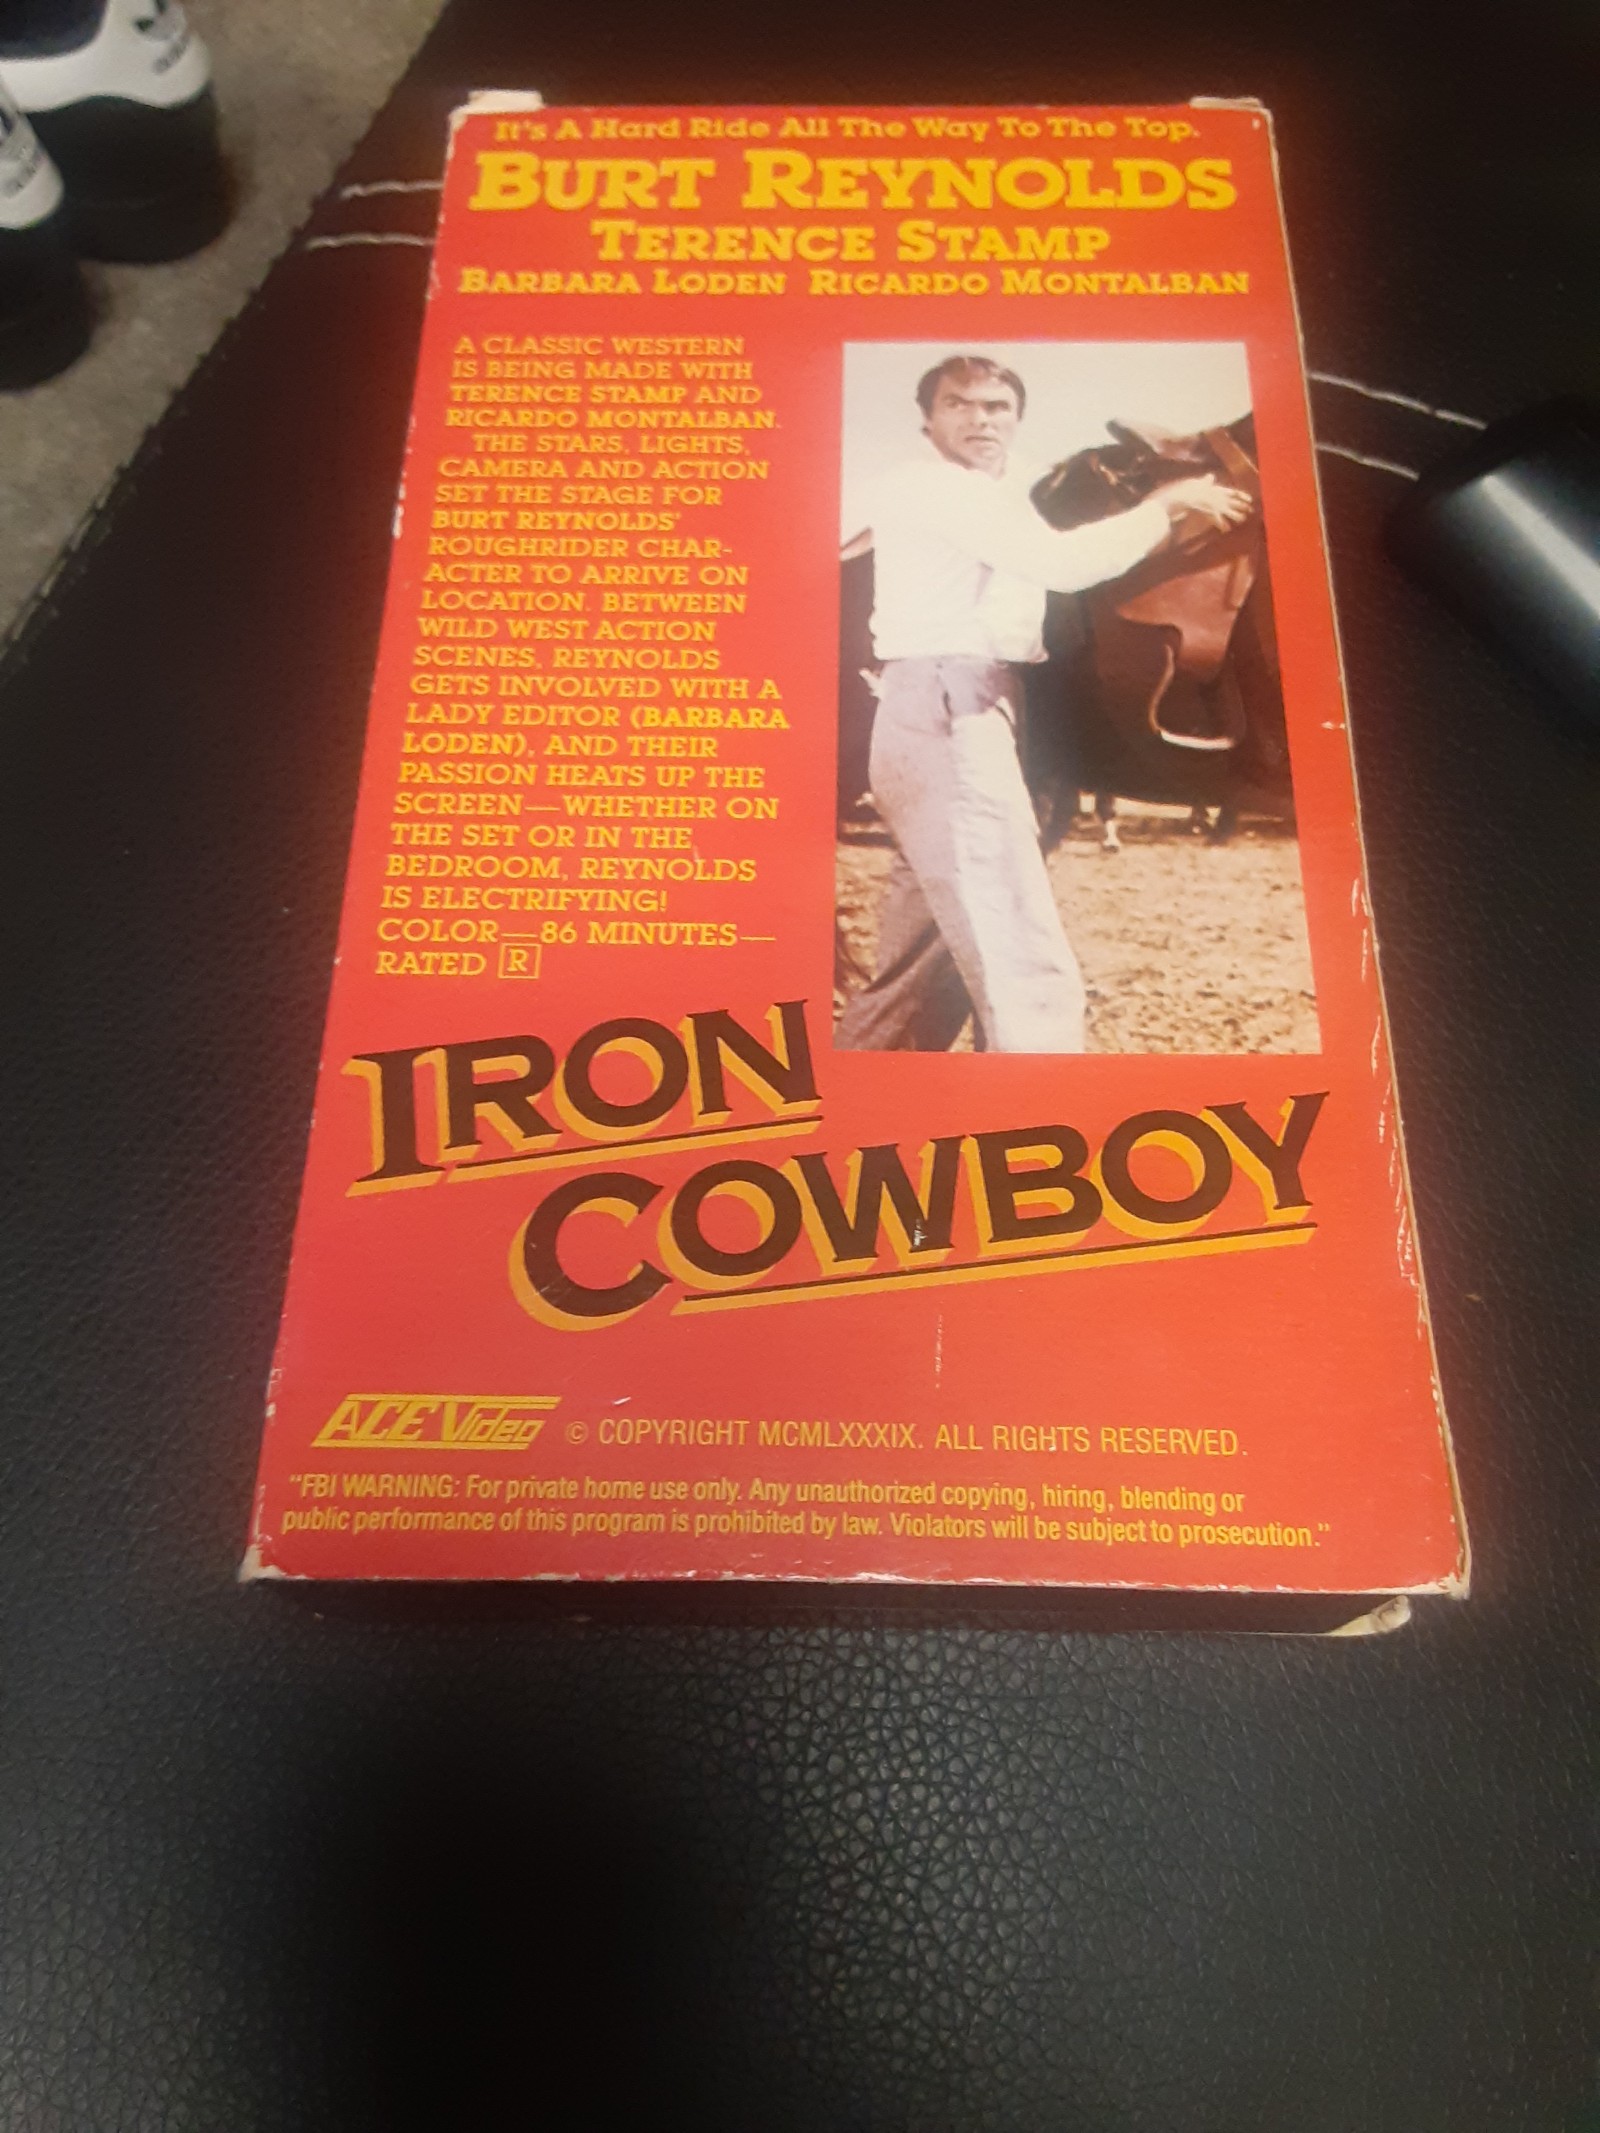 It's A Hard Ride All The Way To The Top.
BURT REYNOLDS
TERENCE STAMP
BARBARA LODEN RICARDO MONTALBAN
A CLASSIC WESTERN
IS BEING MADE WITH
TERENCE STAMP AND
RICARDO MONTALBAN.
THE STARS, LIGHTS,
CAMERA AND ACTION
SET THE STAGE FOR
BURT REYNOLDS'
ROUGHRIDER CHAR-
ACTER TO ARRIVE ON
LOCATION. BETWEEN
WILD WEST ACTION
SCENES, REYNOLDS
GETS INVOLVED WITH A
LADY EDITOR (BARBARA
LODEN), AND THEIR
PASSION HEATS UP THE
SCREEN—WHETHER ON
THE SET OR IN THE
BEDROOM, REYNOLDS
IS ELECTRIFYING!
COLOR—86 MINUTES—
RATED R
IRON
COWBOY
ACE Video © COPYRIGHT MCMLXXXIX. ALL RIGHTS RESERVED.
"FBI WARNING: For private home use only. Any unauthorized copying, hiring, blending or
public performance of this program is prohibited by law. Violators will be subject to prosecution."